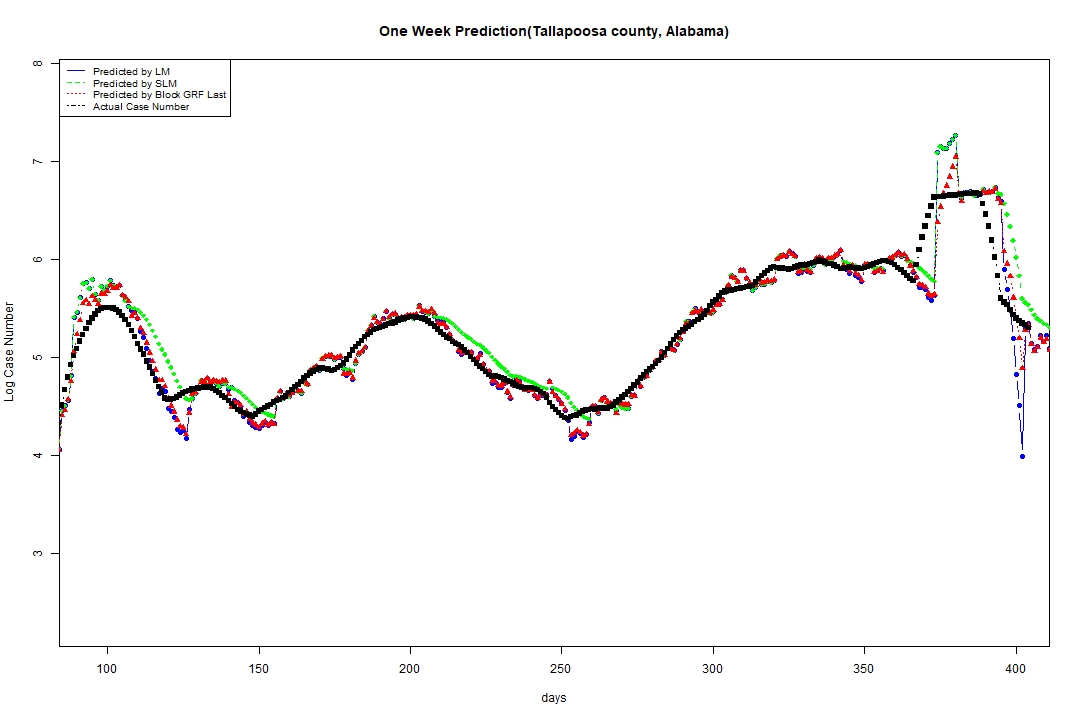 One Week Prediction(Tallapoosa county, Alabama)
Predicted by LM
Predicted by SLM
Predicted by Block GRF Last
Actual Case Number
8
7
6
5
4
3
Log Case Number
100 150 200 250 300 350 400
days